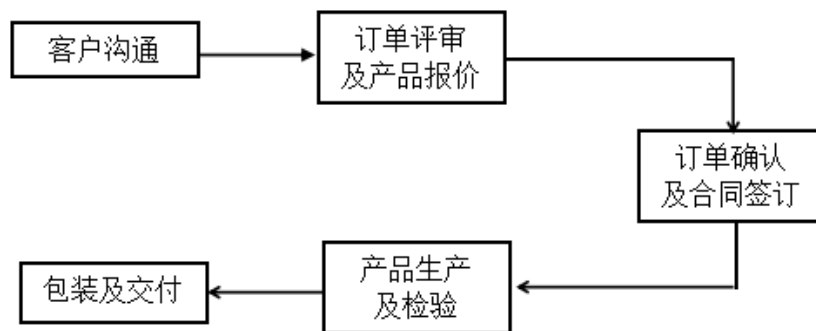 客户沟通
订单评审
及产品报价
订单确认
及合同签订
产品生产
及检验
包装及交付